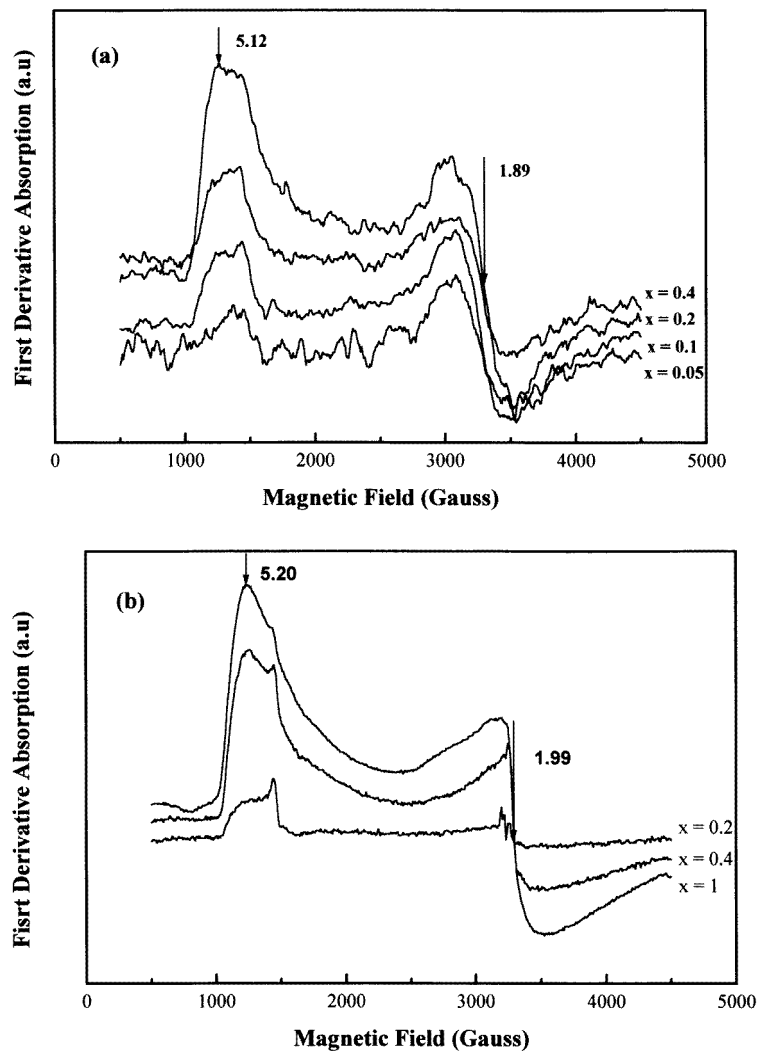 (a)
5.12
1.89
First Derivative Absorption (a.u)
x = 0.4
x = 0.2
x = 0.1
x = 0.05
0 1000 2000 3000 4000 5000
Magnetic Field (Gauss)
(b)
5.20
1.99
Fisrt Derivative Absorption (a.u)
x = 0.2
x = 0.4
x = 1
0 1000 2000 3000 4000 5000
Magnetic Field (Gauss)